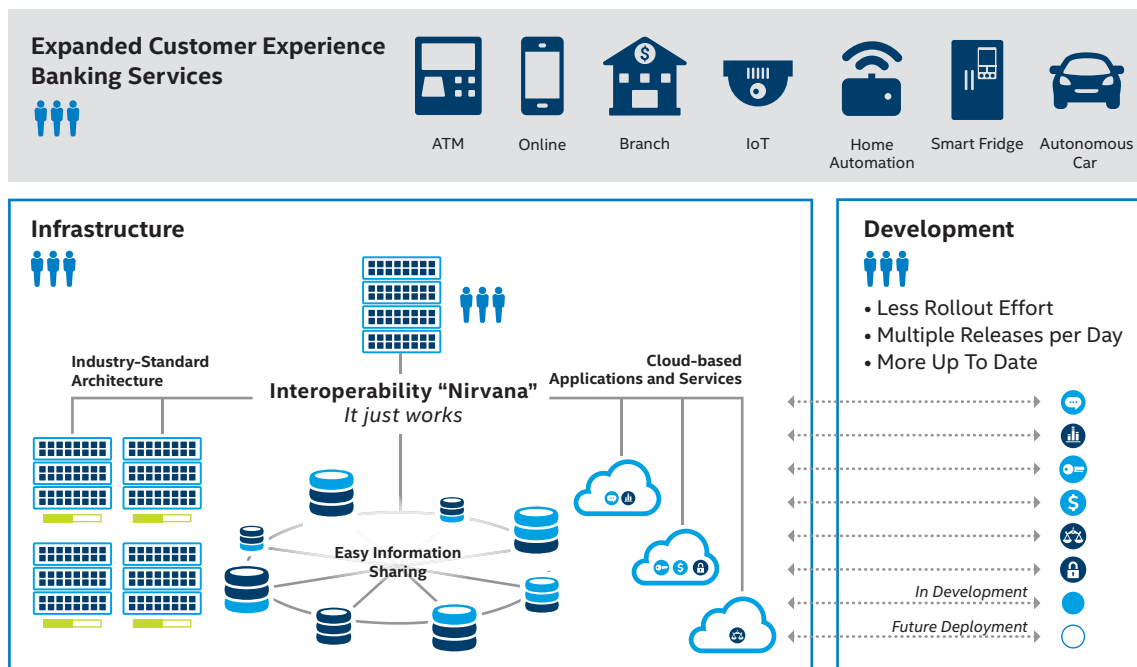 Expanded Customer Experience
Banking Services
ATM
Online
Branch
IoT
Home
Automation
Smart Fridge
Autonomous
Car
Infrastructure
Industry-Standard
Architecture
Interoperability “Nirvana”
It just works
Cloud-based
Applications and Services
Easy Information
Sharing
Development
• Less Rollout Effort
• Multiple Releases per Day
• More Up To Date
In Development
Future Deployment